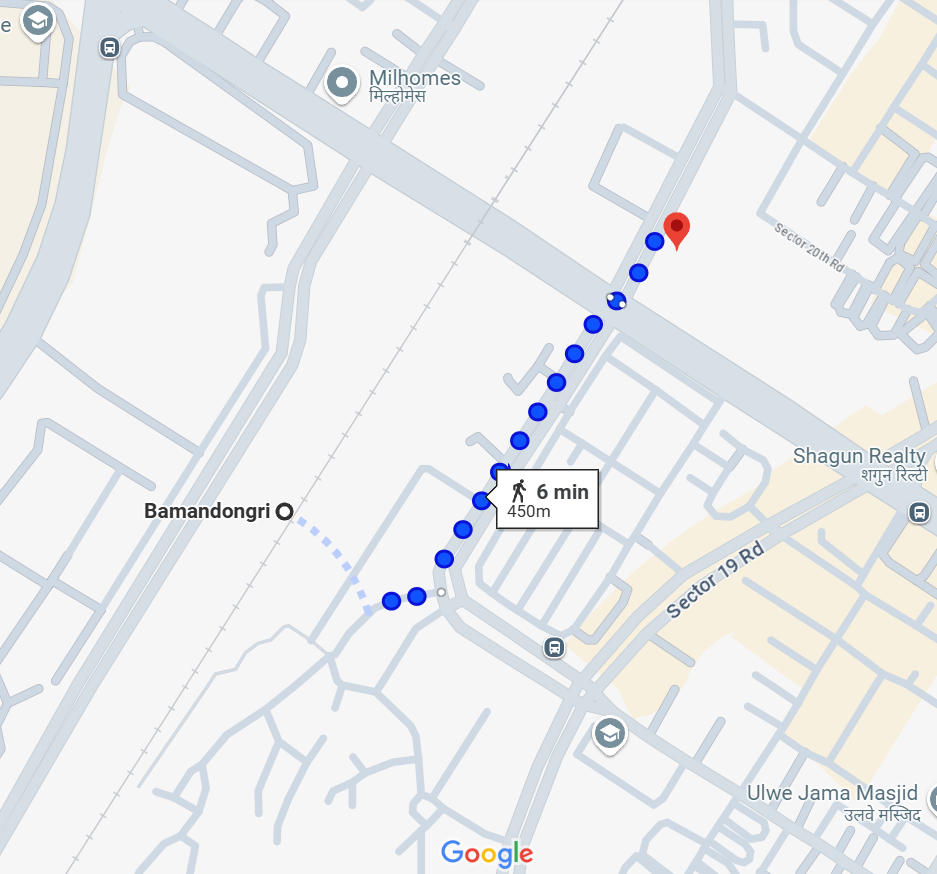 e
Milhomes
मिल्होमेस
Sector 20th Rd
Shagun Realty
शगुन रिल्टी
6 min
450m
Bamandongri
Sector 19 Rd
Ulwe Jama Masjid
उलवे मस्जिद
Google